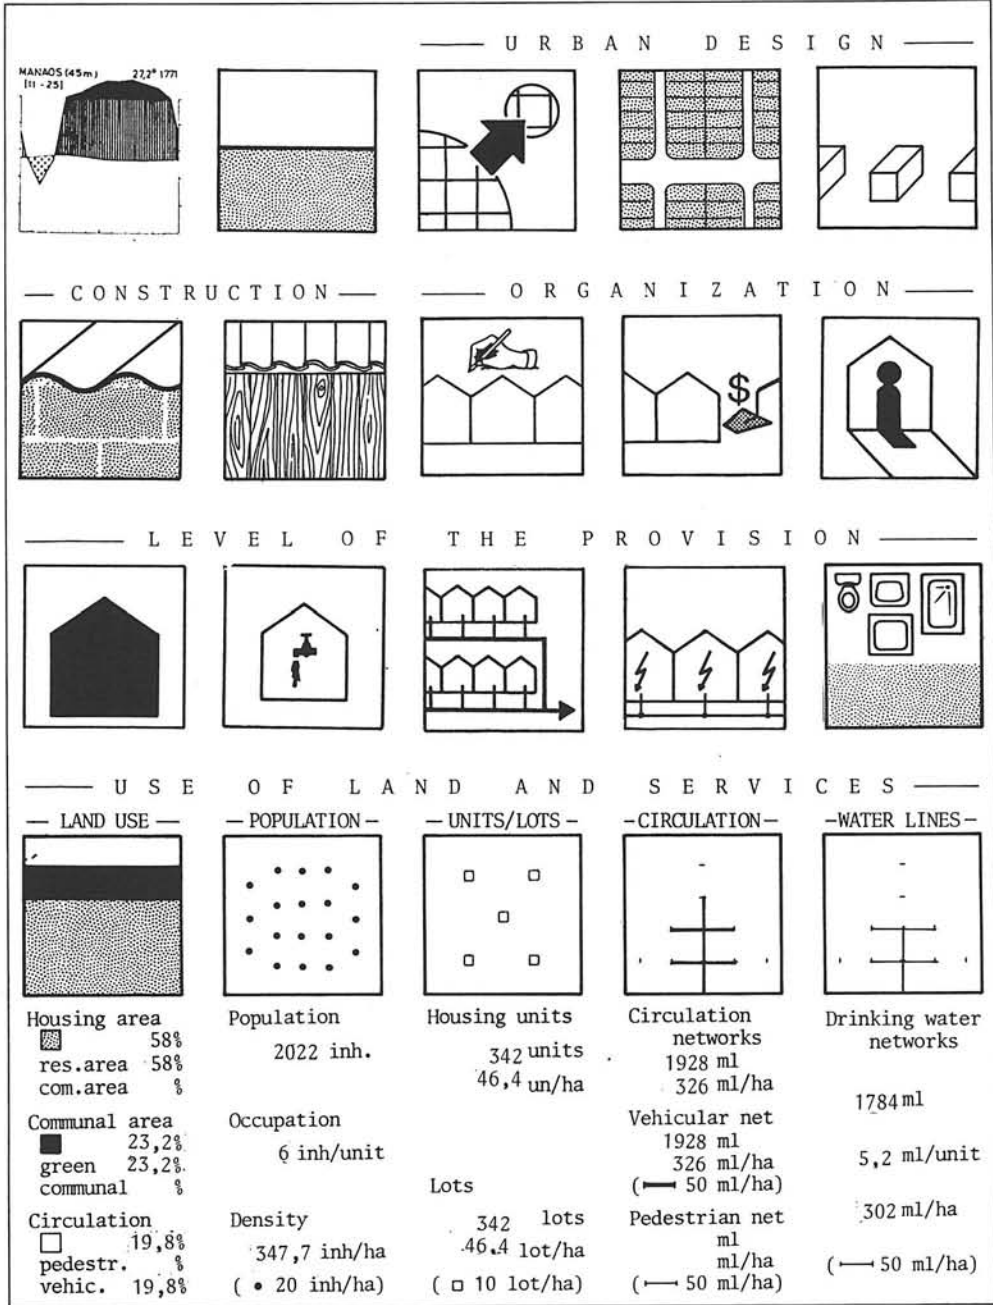 URBAN DESIGN
MANAOS (45m) 27,2° 1771
[11 - 25]
CONSTRUCTION
ORGANIZATION
$
LEVEL OF THE PROVISION
USE OF LAND AND SERVICES
LAND USE
Housing area
58%
res.area 58%
com.area %
Communal area
23,2%
green 23,2%
communal %
Circulation
19,8%
pedestr. %
vehic. 19,8%
POPULATION
Population
2022 inh.
Occupation
6 inh/unit
Density
347,7 inh/ha
( • 20 inh/ha)
UNITS/LOTS
Housing units
342 units
46,4 un/ha
Lots
342 lots
46.4 lot/ha
( □ 10 lot/ha)
CIRCULATION
Circulation
networks
1928 ml
326 ml/ha
Vehicular net
1928 ml
326 ml/ha
( 50 ml/ha)
Pedestrian net
ml
ml/ha
( 50 ml/ha)
WATER LINES
Drinking water
networks
1784 ml
5,2 ml/unit
302 ml/ha
( 50 ml/ha)